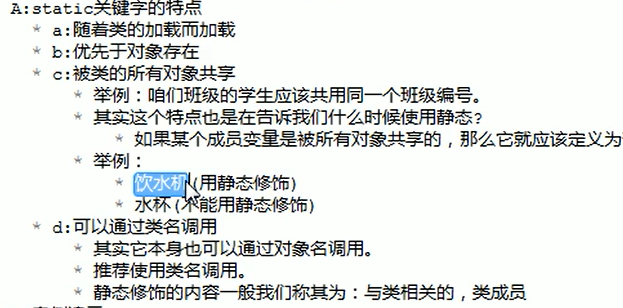 A:static关键字的特点
* a:随着类的加载而加载
* b:优先于对象存在
* c:被类的所有对象共享
* 举例：咱们班级的学生应该共用同一个班级编号。
* 其实这个特点也是在告诉我们什么时候使用静态?
* 如果某个成员变量是被所有对象共享的，那么它就应该定义为
* 举例：
* 饮水机(用静态修饰)
* 水杯(不能用静态修饰)
* d:可以通过类名调用
* 其实它本身也可以通过对象名调用。
* 推荐使用类名调用。
* 静态修饰的内容一般我们称其为：与类相关的，类成员